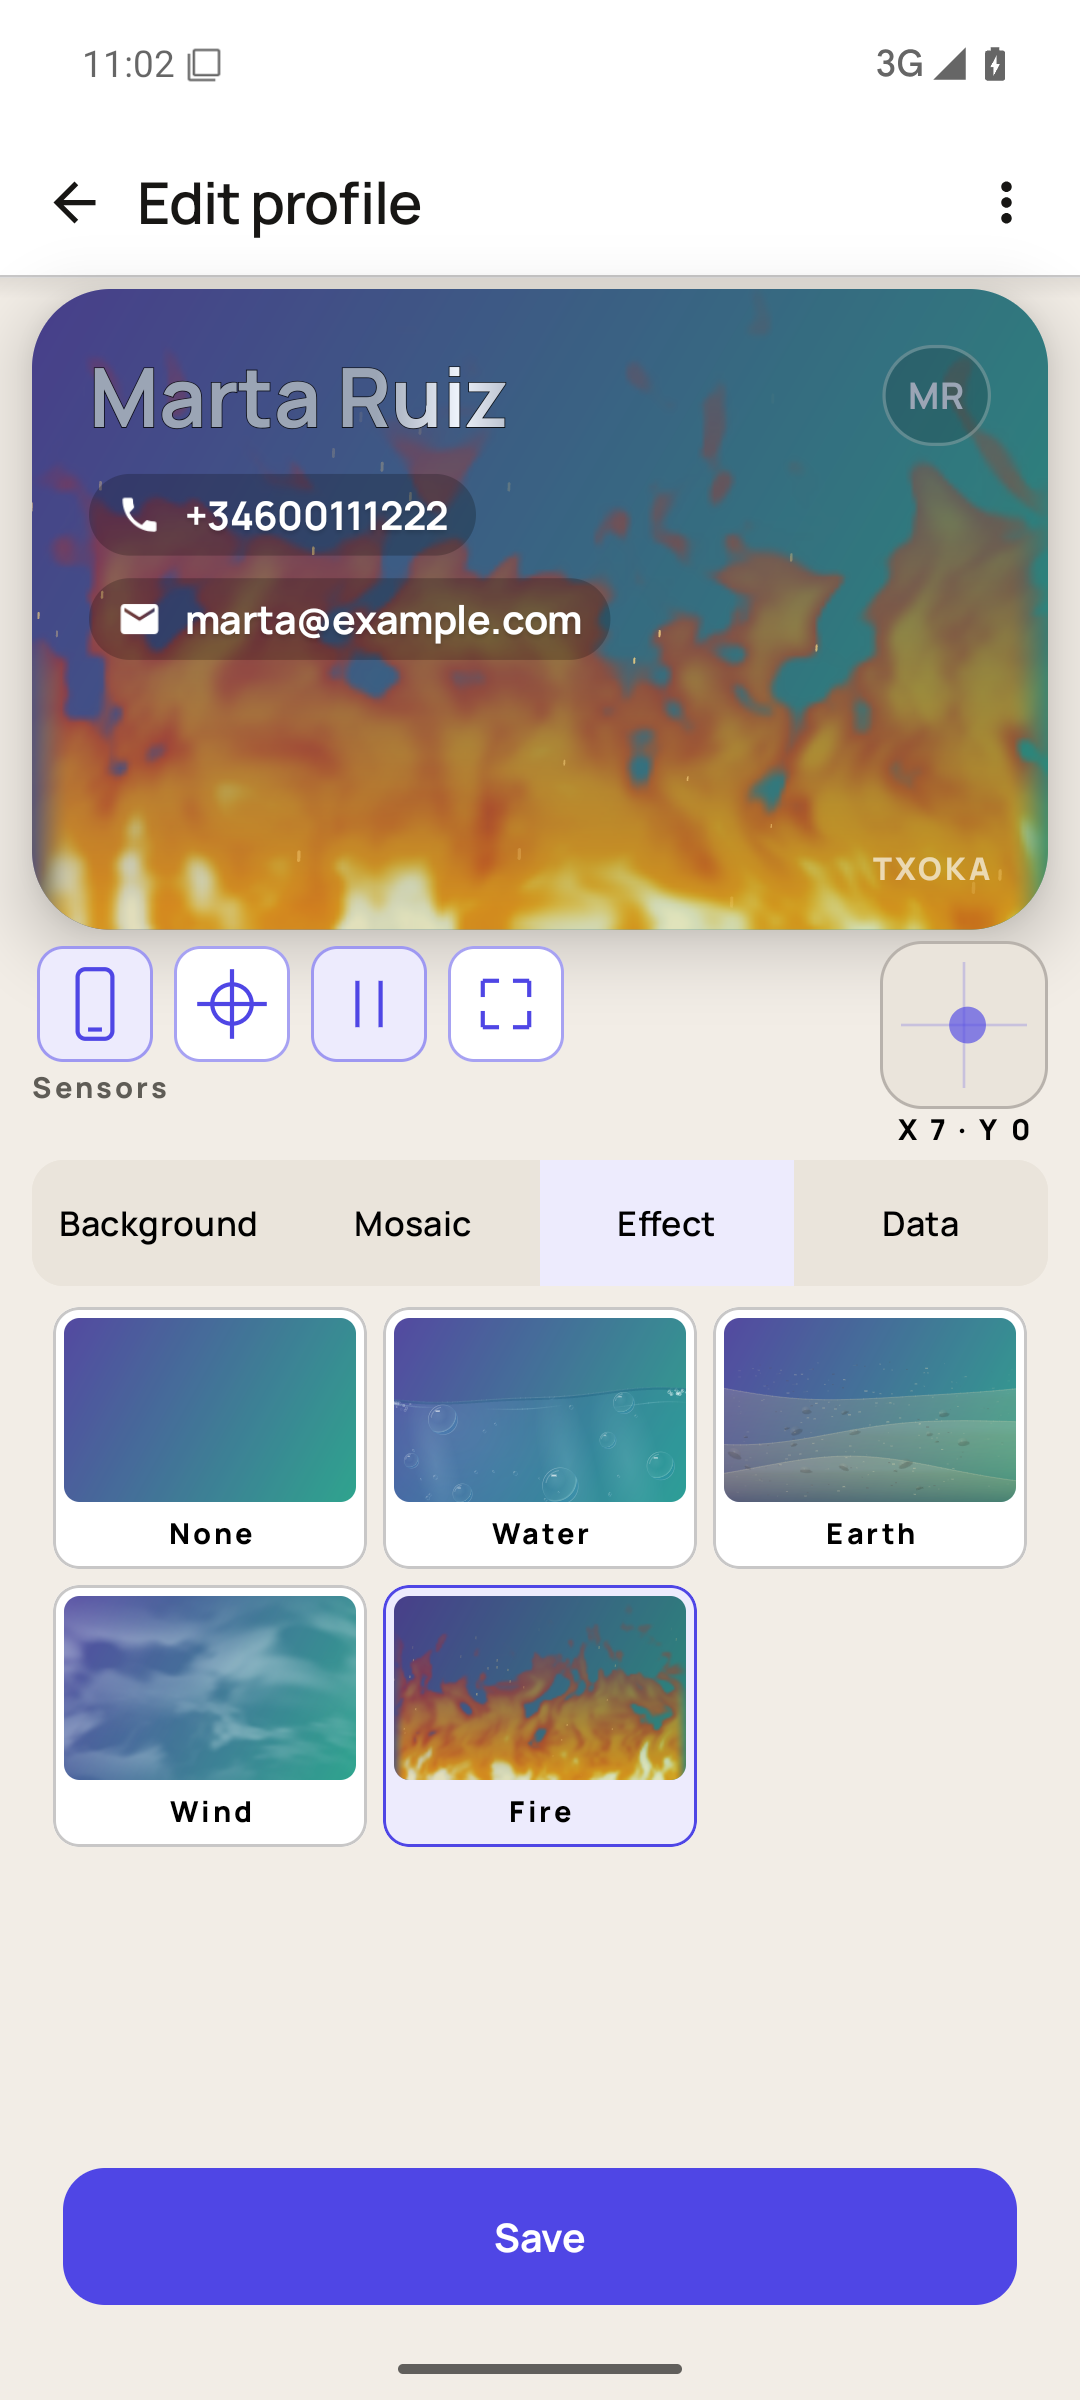 11:02
3G
Edit profile
Marta Ruiz
MR
+34600111222
marta@example.com
TXOKA
Sensors
X 7 · Y 0
Background
Mosaic
Effect
Data
None
Water
Earth
Wind
Fire
Save